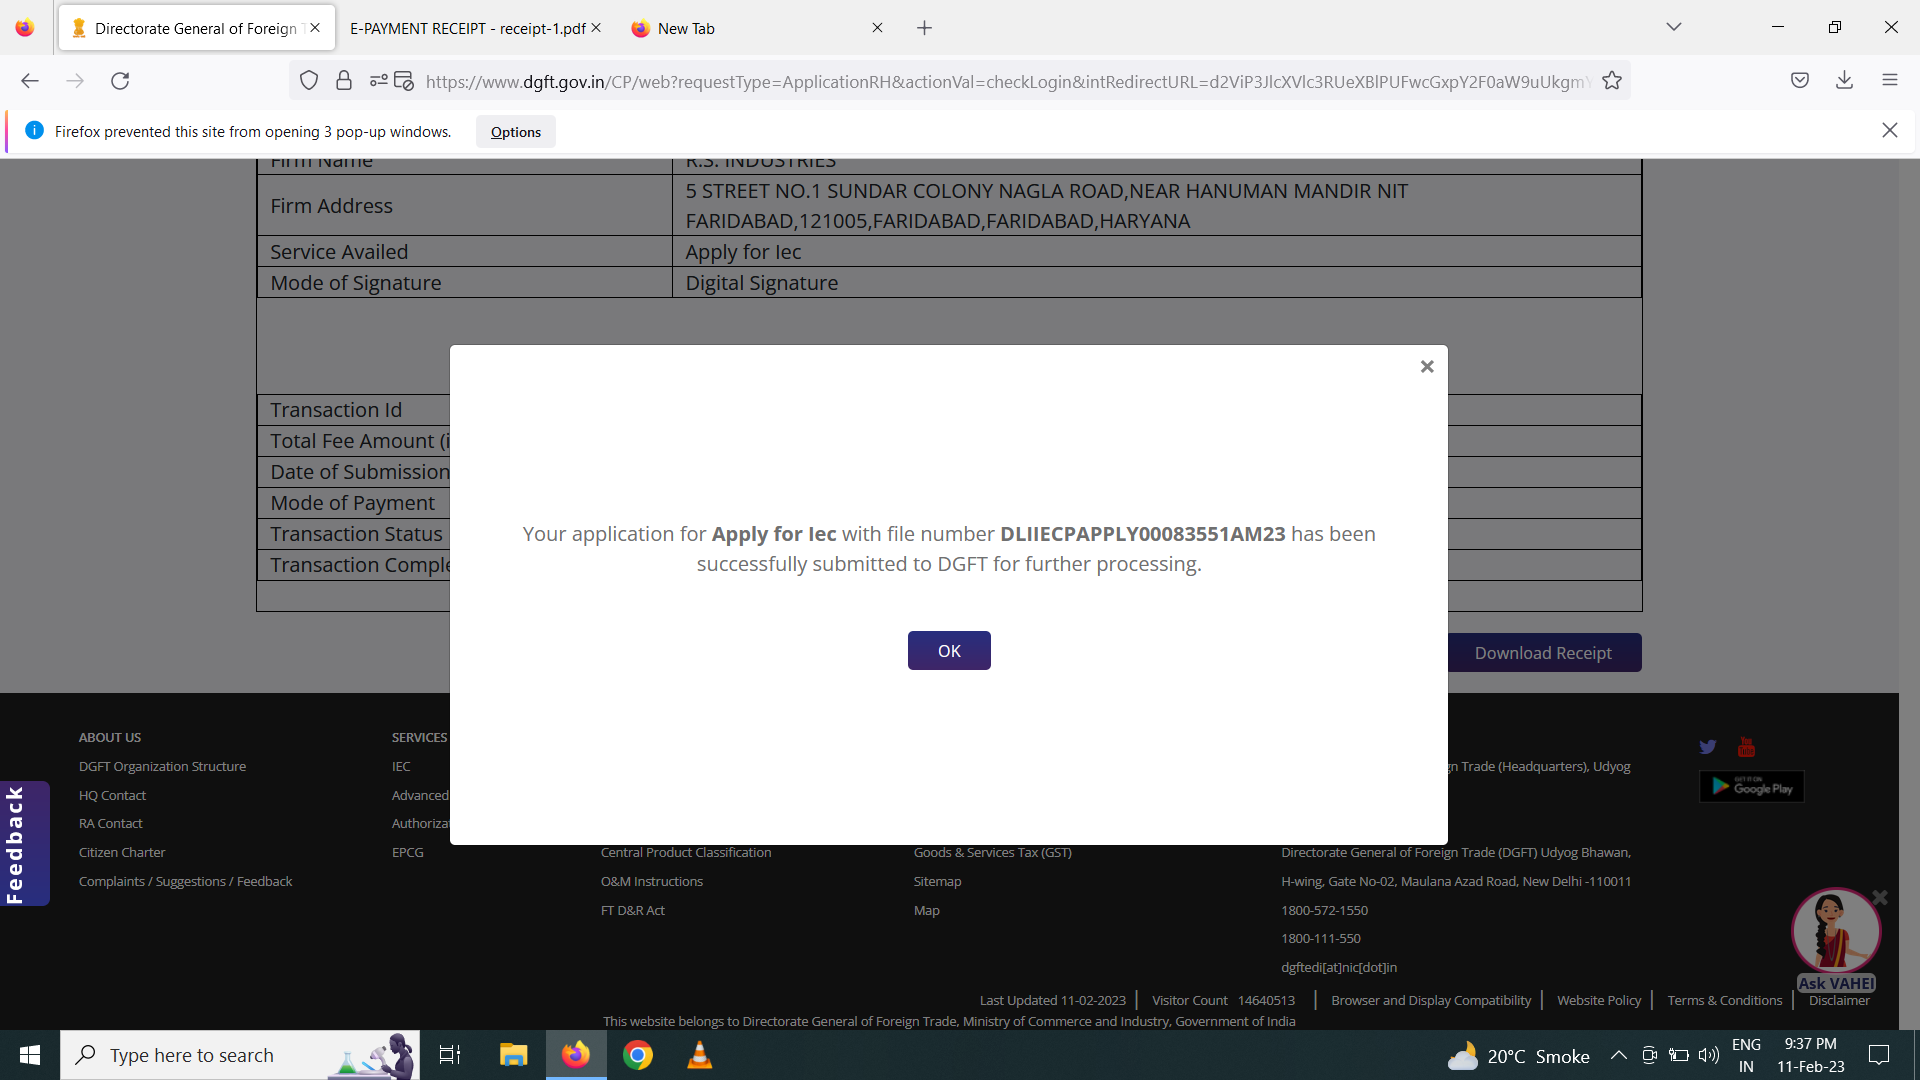 Directorate General of Foreign T
E-PAYMENT RECEIPT - receipt-1.pdf
New Tab
https://www.dgft.gov.in/CP/web?requestType=ApplicationRH&actionVal=checkLogin&intRedirectURL=d2ViP3JlcXVlc3RUeXBlPUFwcGxpY2F0aW9uUkgmY
Firefox prevented this site from opening 3 pop-up windows.
Options
Firm Name
R.S. INDUSTRIES
Firm Address
5 STREET NO.1 SUNDAR COLONY NAGLA ROAD,NEAR HANUMAN MANDIR NIT
FARIDABAD,121005,FARIDABAD,FARIDABAD,HARYANA
Service Availed
Apply for Iec
Mode of Signature
Digital Signature
Transaction Id
Total Fee Amount (i
Date of Submission
Mode of Payment
Transaction Status
Transaction Comple
Your application for Apply for Iec with file number DLIIECPAPPLY00083551AM23 has been
successfully submitted to DGFT for further processing.
OK
Download Receipt
ABOUT US
DGFT Organization Structure
HQ Contact
RA Contact
Citizen Charter
Complaints / Suggestions / Feedback
SERVICES
IEC
Advanced
Authoriza
EPCG
Central Product Classification
O&M Instructions
FT D&R Act
Goods & Services Tax (GST)
Sitemap
Map
gn Trade (Headquarters), Udyog
Directorate General of Foreign Trade (DGFT) Udyog Bhawan,
H-wing, Gate No-02, Maulana Azad Road, New Delhi -110011
1800-572-1550
1800-111-550
dgftedi[at]nic[dot]in
You
Tube
GET IT ON
Google Play
Feedback
Ask VAHEI
Last Updated 11-02-2023
Visitor Count 14640513
Browser and Display Compatibility
Website Policy
Terms & Conditions
Disclaimer
This website belongs to Directorate General of Foreign Trade, Ministry of Commerce and Industry, Government of India
Type here to search
20°C Smoke
ENG
IN
9:37 PM
11-Feb-23